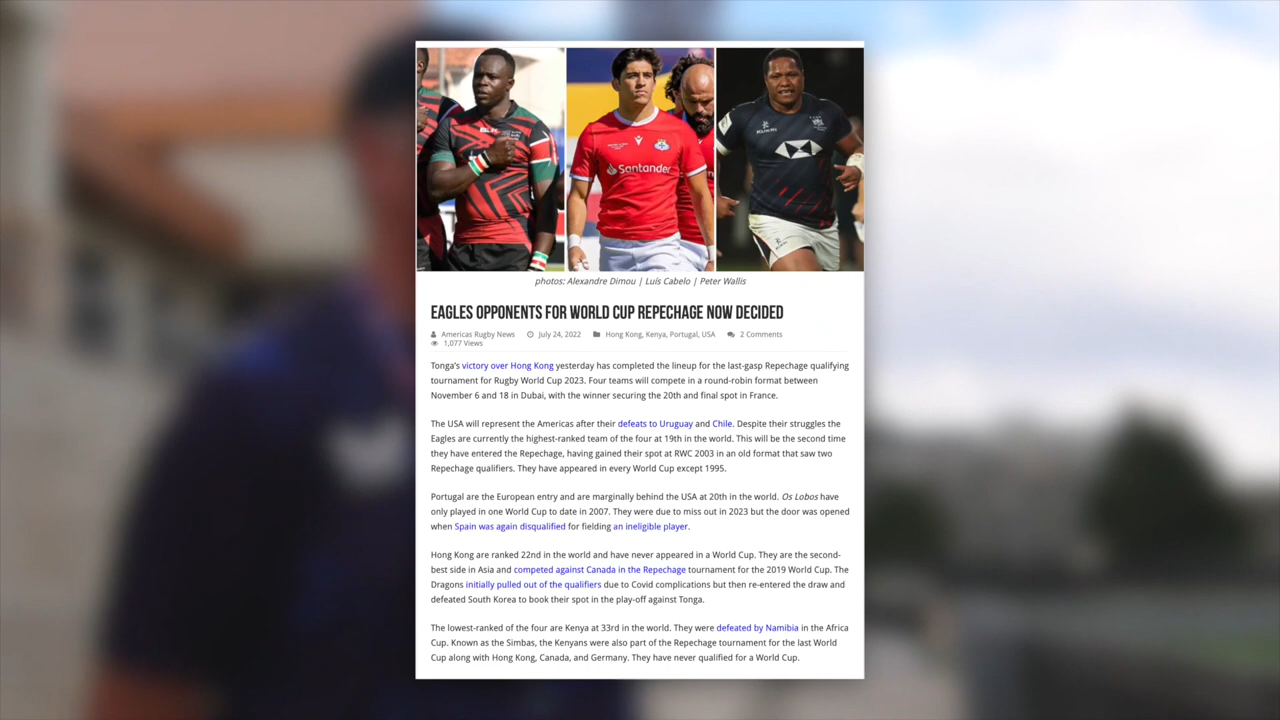 Santander
photos: Alexandre Dimou | Luís Cabelo | Peter Wallis
EAGLES OPPONENTS FOR WORLD CUP REPECHAGE NOW DECIDED
Americas Rugby News July 24, 2022 Hong Kong, Kenya, Portugal, USA 2 Comments
1,077 Views
Tonga's victory over Hong Kong yesterday has completed the lineup for the last-gasp Repechage qualifying
tournament for Rugby World Cup 2023. Four teams will compete in a round-robin format between
November 6 and 18 in Dubai, with the winner securing the 20th and final spot in France.
The USA will represent the Americas after their defeats to Uruguay and Chile. Despite their struggles the
Eagles are currently the highest-ranked team of the four at 19th in the world. This will be the second time
they have entered the Repechage, having gained their spot at RWC 2003 in an old format that saw two
Repechage qualifiers. They have appeared in every World Cup except 1995.
Portugal are the European entry and are marginally behind the USA at 20th in the world. Os Lobos have
only played in one World Cup to date in 2007. They were due to miss out in 2023 but the door was opened
when Spain was again disqualified for fielding an ineligible player.
Hong Kong are ranked 22nd in the world and have never appeared in a World Cup. They are the second-
best side in Asia and competed against Canada in the Repechage tournament for the 2019 World Cup. The
Dragons initially pulled out of the qualifiers due to Covid complications but then re-entered the draw and
defeated South Korea to book their spot in the play-off against Tonga.
The lowest-ranked of the four are Kenya at 33rd in the world. They were defeated by Namibia in the Africa
Cup. Known as the Simbas, the Kenyans were also part of the Repechage tournament for the last World
Cup along with Hong Kong, Canada, and Germany. They have never qualified for a World Cup.